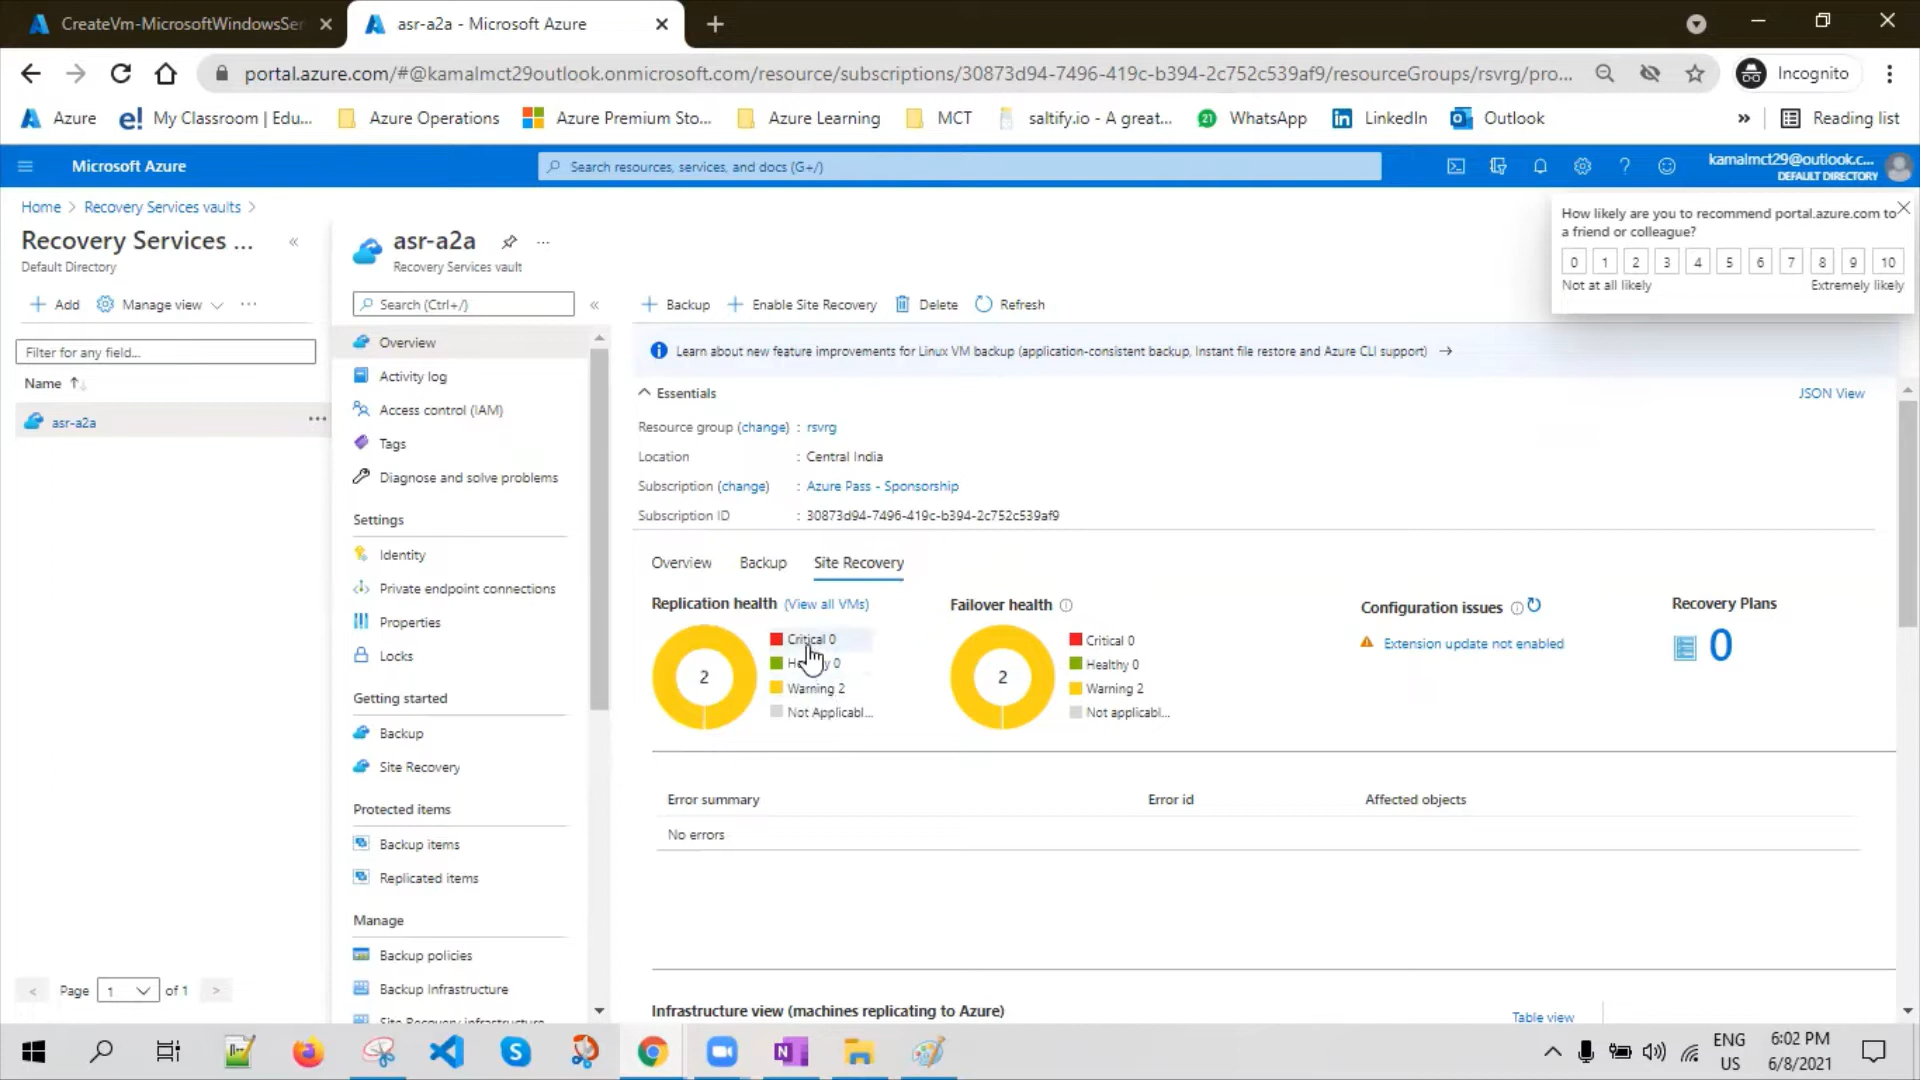 CreateVm-MicrosoftWindowsSer
asr-a2a - Microsoft Azure
portal.azure.com/#@kamalmct29outlook.onmicrosoft.com/resource/subscriptions/30873d94-7496-419c-b394-2c752c539af9/resourceGroups/rsvrg/pro...
Incognito
Azure
My Classroom | Edu...
Azure Operations
Azure Premium Sto...
Azure Learning
MCT
saltify.io - A great...
21
WhatsApp
LinkedIn
Outlook
»
Reading list
Microsoft Azure
Search resources, services, and docs (G+/)
kamalmct29@outlook.c...
DEFAULT DIRECTORY
Home > Recovery Services vaults >
Recovery Services ...
Default Directory
Add
Manage view
...
Filter for any field...
Name
asr-a2a
...
Page 1 of 1
asr-a2a
...
Recovery Services vault
Search (Ctrl+/)
Overview
Activity log
Access control (IAM)
Tags
Diagnose and solve problems
Settings
Identity
Private endpoint connections
Properties
Locks
Getting started
Backup
Site Recovery
Protected items
Backup items
Replicated items
Manage
Backup policies
Backup Infrastructure
Site Recovery infrastructure
Backup
Enable Site Recovery
Delete
Refresh
Learn about new feature improvements for Linux VM backup (application-consistent backup, Instant file restore and Azure CLI support) →
Essentials
JSON View
Resource group (change) : rsvrg
Location : Central India
Subscription (change) : Azure Pass - Sponsorship
Subscription ID : 30873d94-7496-419c-b394-2c752c539af9
Overview
Backup
Site Recovery
Replication health (View all VMs)
2
Critical 0
0
Warning 2
Not Applicabl...
Failover health
2
Critical 0
Healthy 0
Warning 2
Not applicabl...
Configuration issues
Extension update not enabled
Recovery Plans
0
Error summary
Error id
Affected objects
No errors
Infrastructure view (machines replicating to Azure)
Table view
How likely are you to recommend portal.azure.com to
a friend or colleague?
0 1 2 3 4 5 6 7 8 9 10
Not at all likely
Extremely likely
ENG
US
6:02 PM
6/8/2021